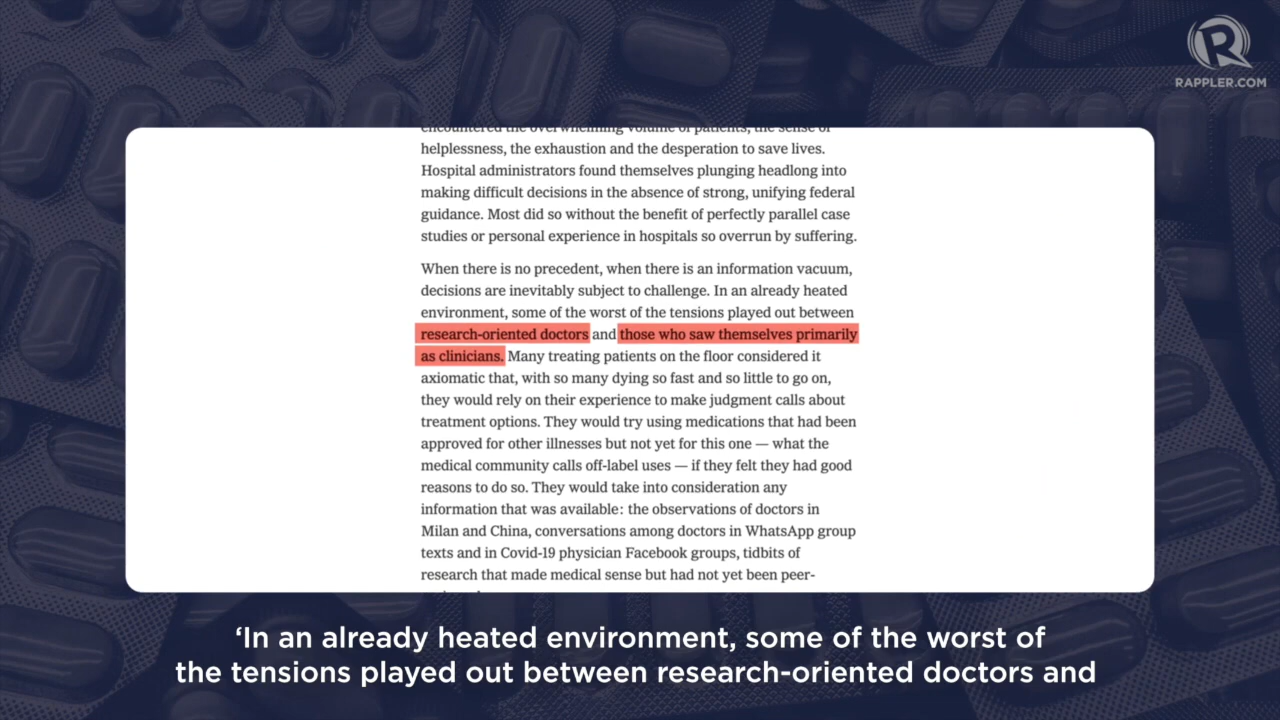 RAPPLER.COM
encountered the overwhelming volume of patients, the sense of
helplessness, the exhaustion and the desperation to save lives.
Hospital administrators found themselves plunging headlong into
making difficult decisions in the absence of strong, unifying federal
guidance. Most did so without the benefit of perfectly parallel case
studies or personal experience in hospitals so overrun by suffering.
When there is no precedent, when there is an information vacuum,
decisions are inevitably subject to challenge. In an already heated
environment, some of the worst of the tensions played out between
research-oriented doctors and those who saw themselves primarily
as clinicians. Many treating patients on the floor considered it
axiomatic that, with so many dying so fast and so little to go on,
they would rely on their experience to make judgment calls about
treatment options. They would try using medications that had been
approved for other illnesses but not yet for this one — what the
medical community calls off-label uses — if they felt they had good
reasons to do so. They would take into consideration any
information that was available: the observations of doctors in
Milan and China, conversations among doctors in WhatsApp group
texts and in Covid-19 physician Facebook groups, tidbits of
research that made medical sense but had not yet been peer-
‘In an already heated environment, some of the worst of
the tensions played out between research-oriented doctors and